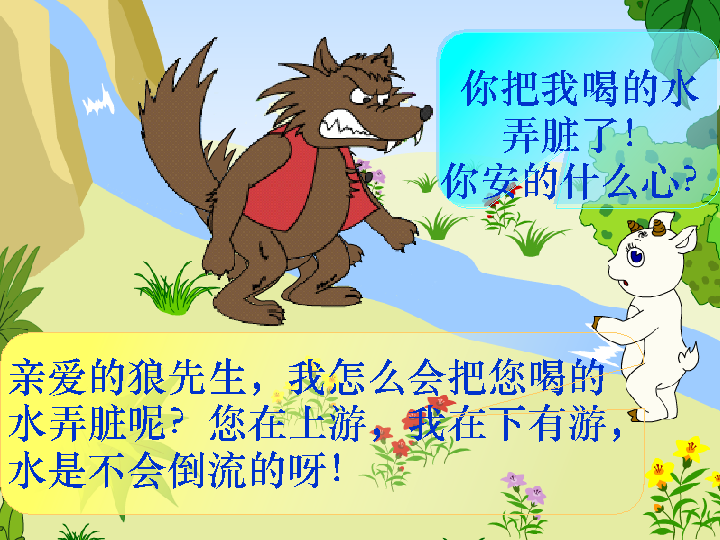 你把我喝的水
弄脏了！
你安的什么心？
亲爱的狼先生，我怎么会把您喝的
水弄脏呢？您在上游，我在下有游，
水是不会倒流的呀！